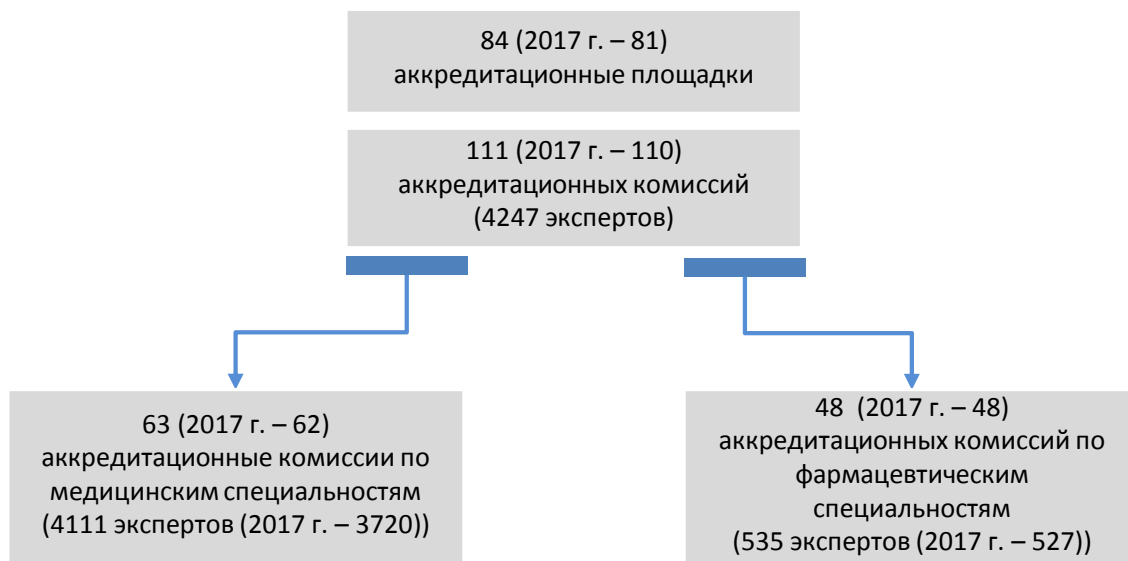 84 (2017 г. – 81)
аккредитационные площадки
111 (2017 г. – 110)
аккредитационных комиссий
(4247 экспертов)
63 (2017 г. – 62)
аккредитационные комиссии по
медицинским специальностям
(4111 экспертов (2017 г. – 3720))
48 (2017 г. – 48)
аккредитационных комиссий по
фармацевтическим
специальностям
(535 экспертов (2017 г. – 527))